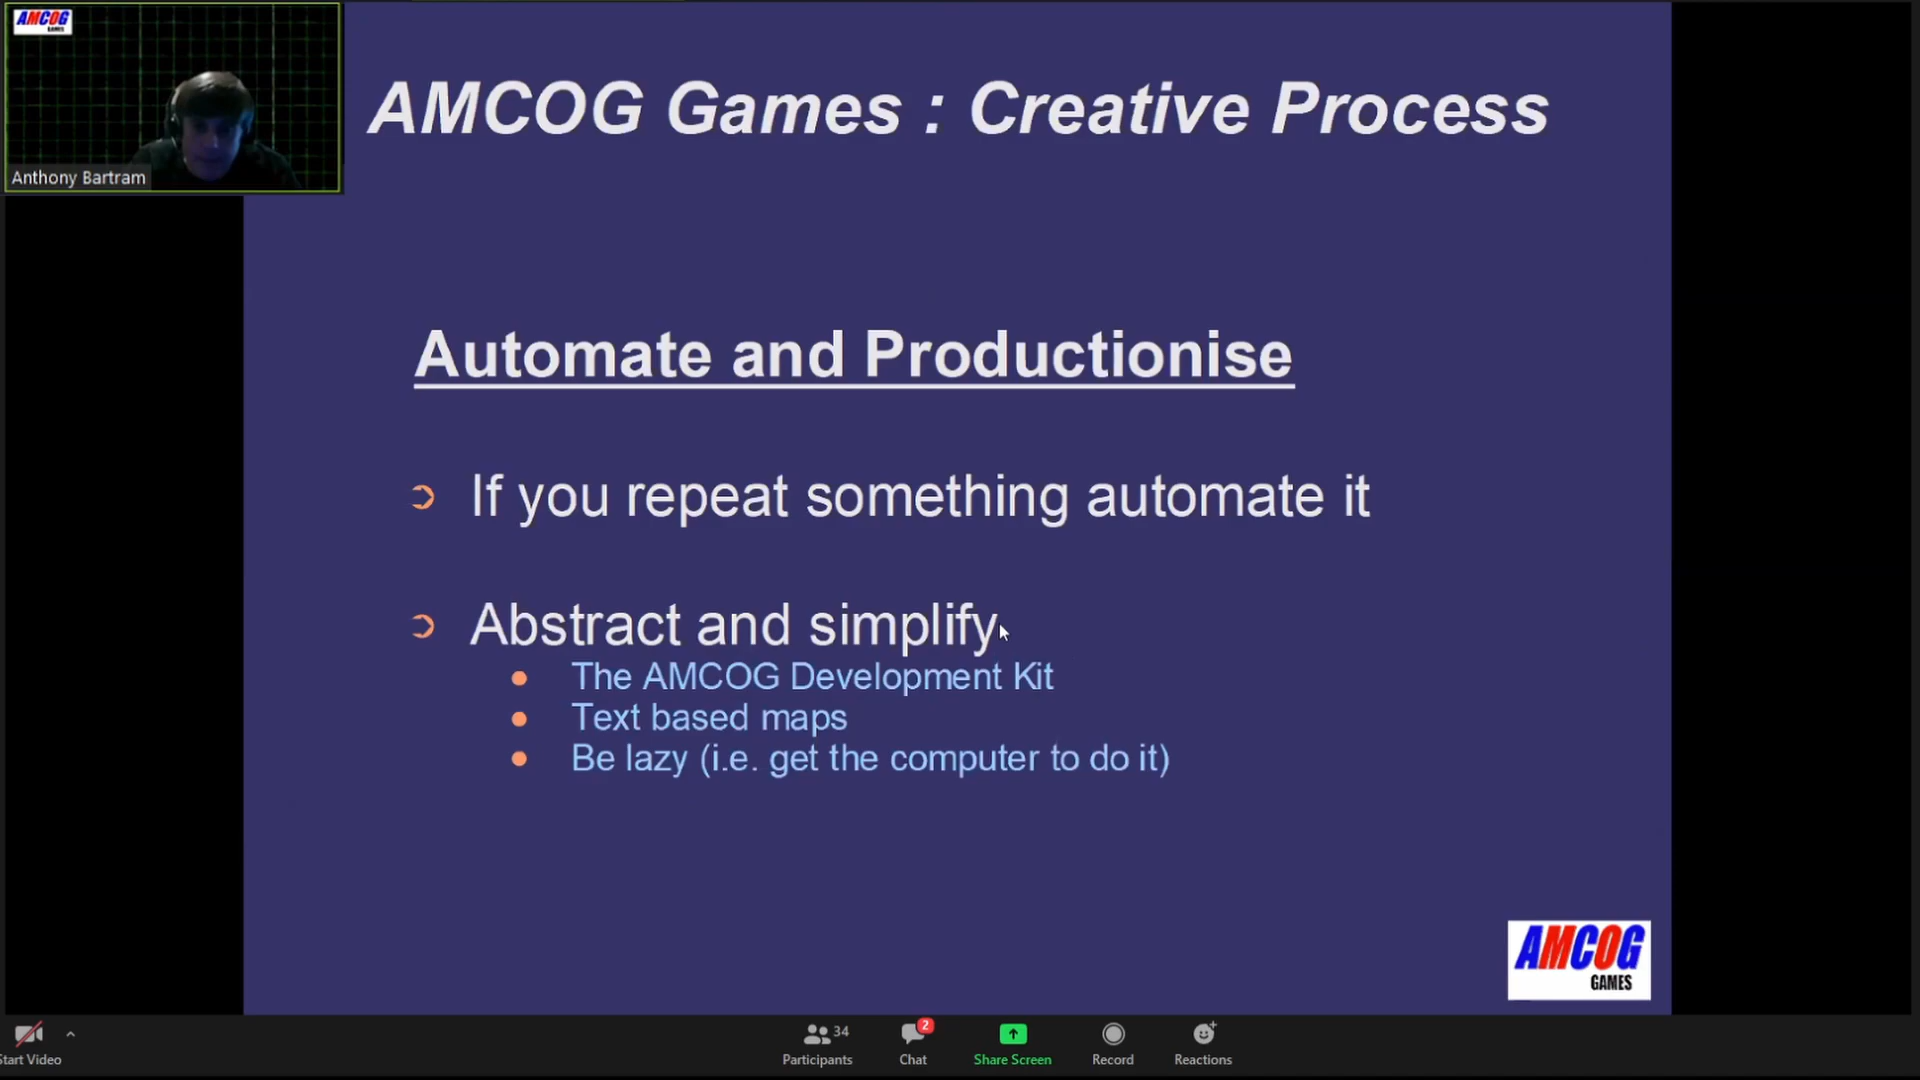 AMCOG
GAMES
Anthony Bartram
AMCOG Games : Creative Process
Automate and Productionise
If you repeat something automate it
Abstract and simplify
The AMCOG Development Kit
Text based maps
Be lazy (i.e. get the computer to do it)
AMCOG
GAMES
Start Video
34
Participants
2
Chat
Share Screen
Record
Reactions